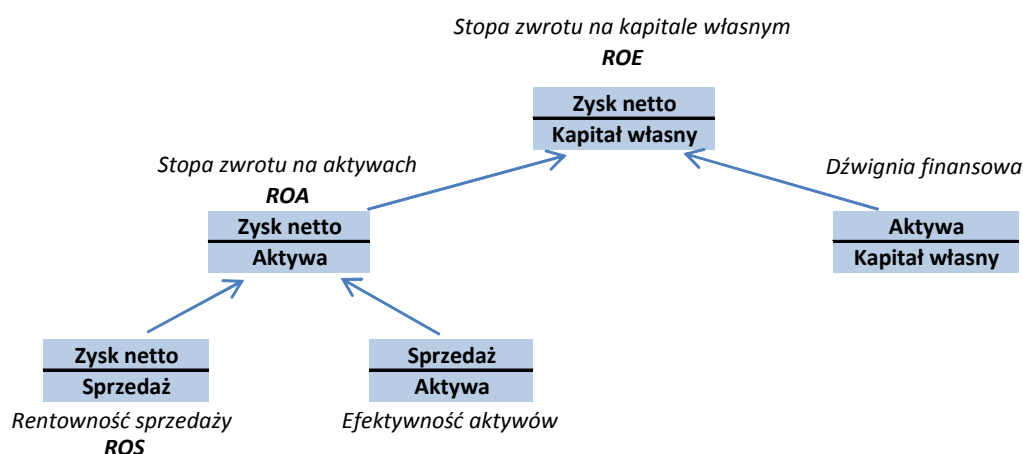 Stopa zwrotu na kapitale własnym
ROE
Zysk netto
Kapitał własny
Stopa zwrotu na aktywach
ROA
Zysk netto
Aktywa
Dźwignia finansowa
Aktywa
Kapitał własny
Zysk netto
Sprzedaż
Rentowność sprzedaży
ROS
Sprzedaż
Aktywa
Efektywność aktywów